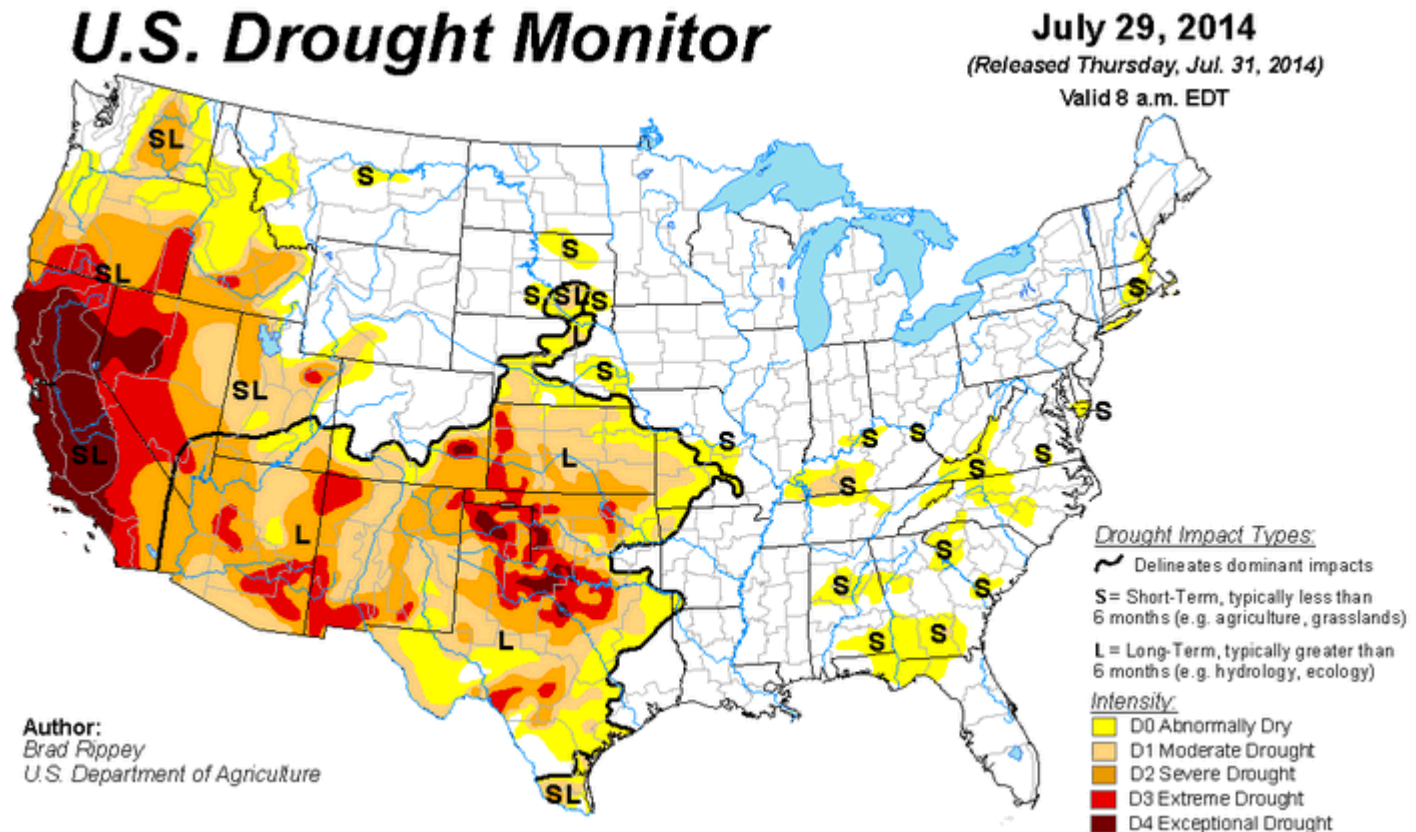 U.S. Drought Monitor
July 29, 2014
(Released Thursday, Jul. 31, 2014)
Valid 8 a.m. EDT
SL
S
S
SL
S
SL
S
S
L
S
SL
S
S
S
S
SL
L
S
S
S
L
S
S
S
L
S
S
SL
Drought Impact Types:
Delineates dominant impacts
S = Short-Term, typically less than
6 months (e.g. agriculture, grasslands)
L = Long-Term, typically greater than
6 months (e.g. hydrology, ecology)
Intensity:
D0 Abnormally Dry
D1 Moderate Drought
D2 Severe Drought
D3 Extreme Drought
D4 Exceptional Drought
Author:
Brad Rippey
U.S. Department of Agriculture